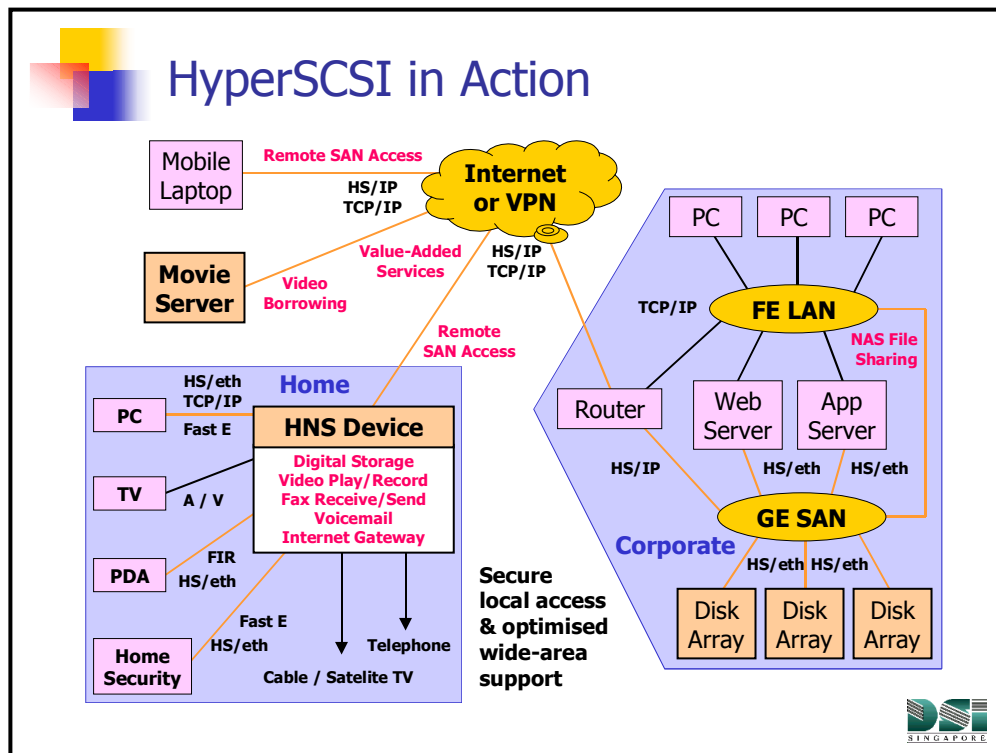 HyperSCSI in Action
Mobile
Laptop
Remote SAN Access
HS/IP
TCP/IP
Internet
or VPN
Movie
Server
Video
Borrowing
Value-Added
Services
HS/IP
TCP/IP
Remote
SAN Access
Home
PC
HS/eth
TCP/IP
Fast E
HNS Device
Digital Storage
Video Play/Record
Fax Receive/Send
Voicemail
Internet Gateway
TV
A / V
PDA
FIR
HS/eth
Home
Security
Fast E
HS/eth
Telephone
Cable / Satelite TV
Secure
local access
& optimised
wide-area
support
PC
PC
PC
TCP/IP
FE LAN
NAS File
Sharing
Router
Web
Server
App
Server
HS/IP
HS/eth
HS/eth
GE SAN
Corporate
HS/eth
HS/eth
Disk
Array
Disk
Array
Disk
Array
DSI
SINGAPORE